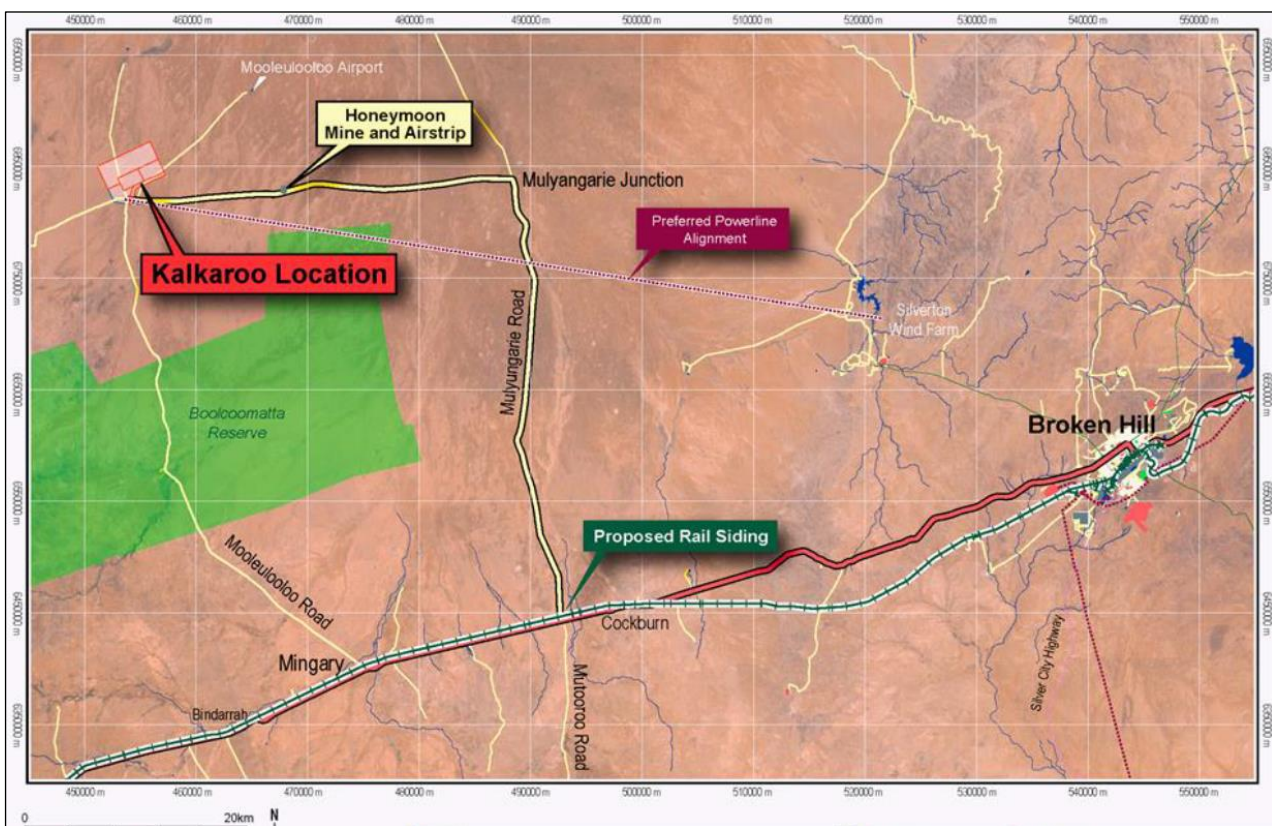 450000 m 460000 m 470000 m 480000 m 490000 m 500000 m 510000 m 520000 m 530000 m 540000 m 550000 m
Mooleulooloo Airport
Honeymoon
Mine and Airstrip
Mulyangarie Junction
Preferred Powerline
Alignment
Kalkaroo Location
Silverton
Wind Farm
Mulyungarie Road
Boolcoomatta
Reserve
Broken Hill
Proposed Rail Siding
Mooleulooloo Road
Cockburn
Mingary
Mutooroo Road
Silver City Highway
Bindarrah
450000 m 460000 m 470000 m 480000 m 490000 m 500000 m 510000 m 520000 m 530000 m 540000 m 550000 m
0 20km N